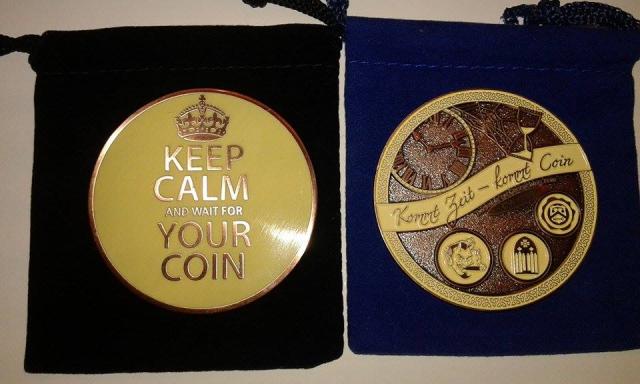 KEEP
CALM
AND WAIT FOR
YOUR
COIN
Kommt Zeit – kommt Coin